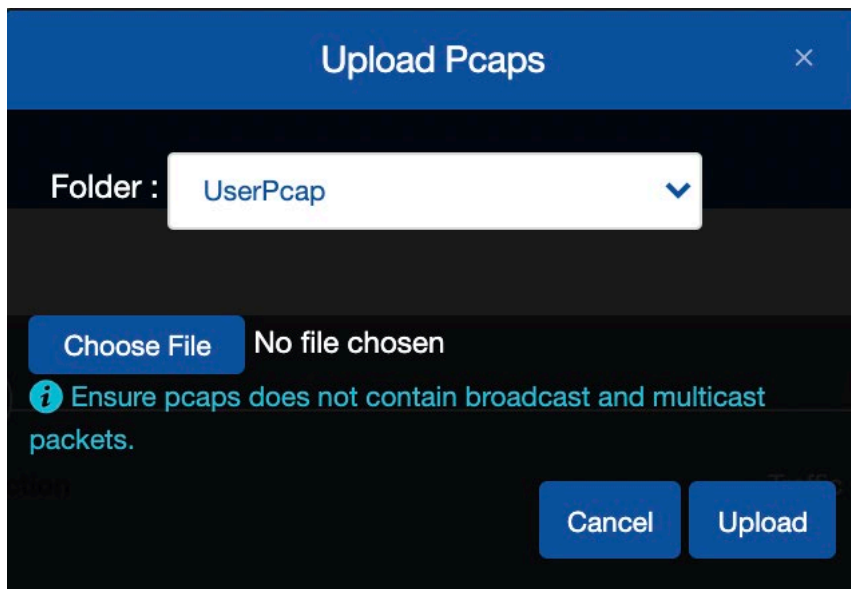 Upload Pcaps ×
Folder : UserPcap
Choose File No file chosen
i Ensure pcaps does not contain broadcast and multicast
packets.
Cancel Upload